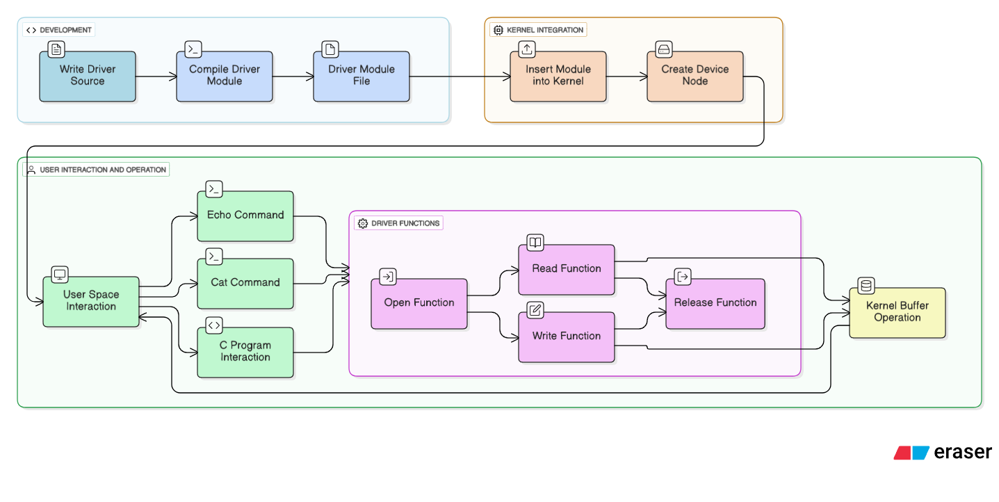 DEVELOPMENT
KERNEL INTEGRATION
Write Driver
Source
Compile Driver
Module
Driver Module
File
Insert Module
into Kernel
Create Device
Node
USER INTERACTION AND OPERATION
Echo Command
Cat Command
User Space
Interaction
C Program
Interaction
DRIVER FUNCTIONS
Open Function
Read Function
Write Function
Release Function
Kernel Buffer
Operation
eraser